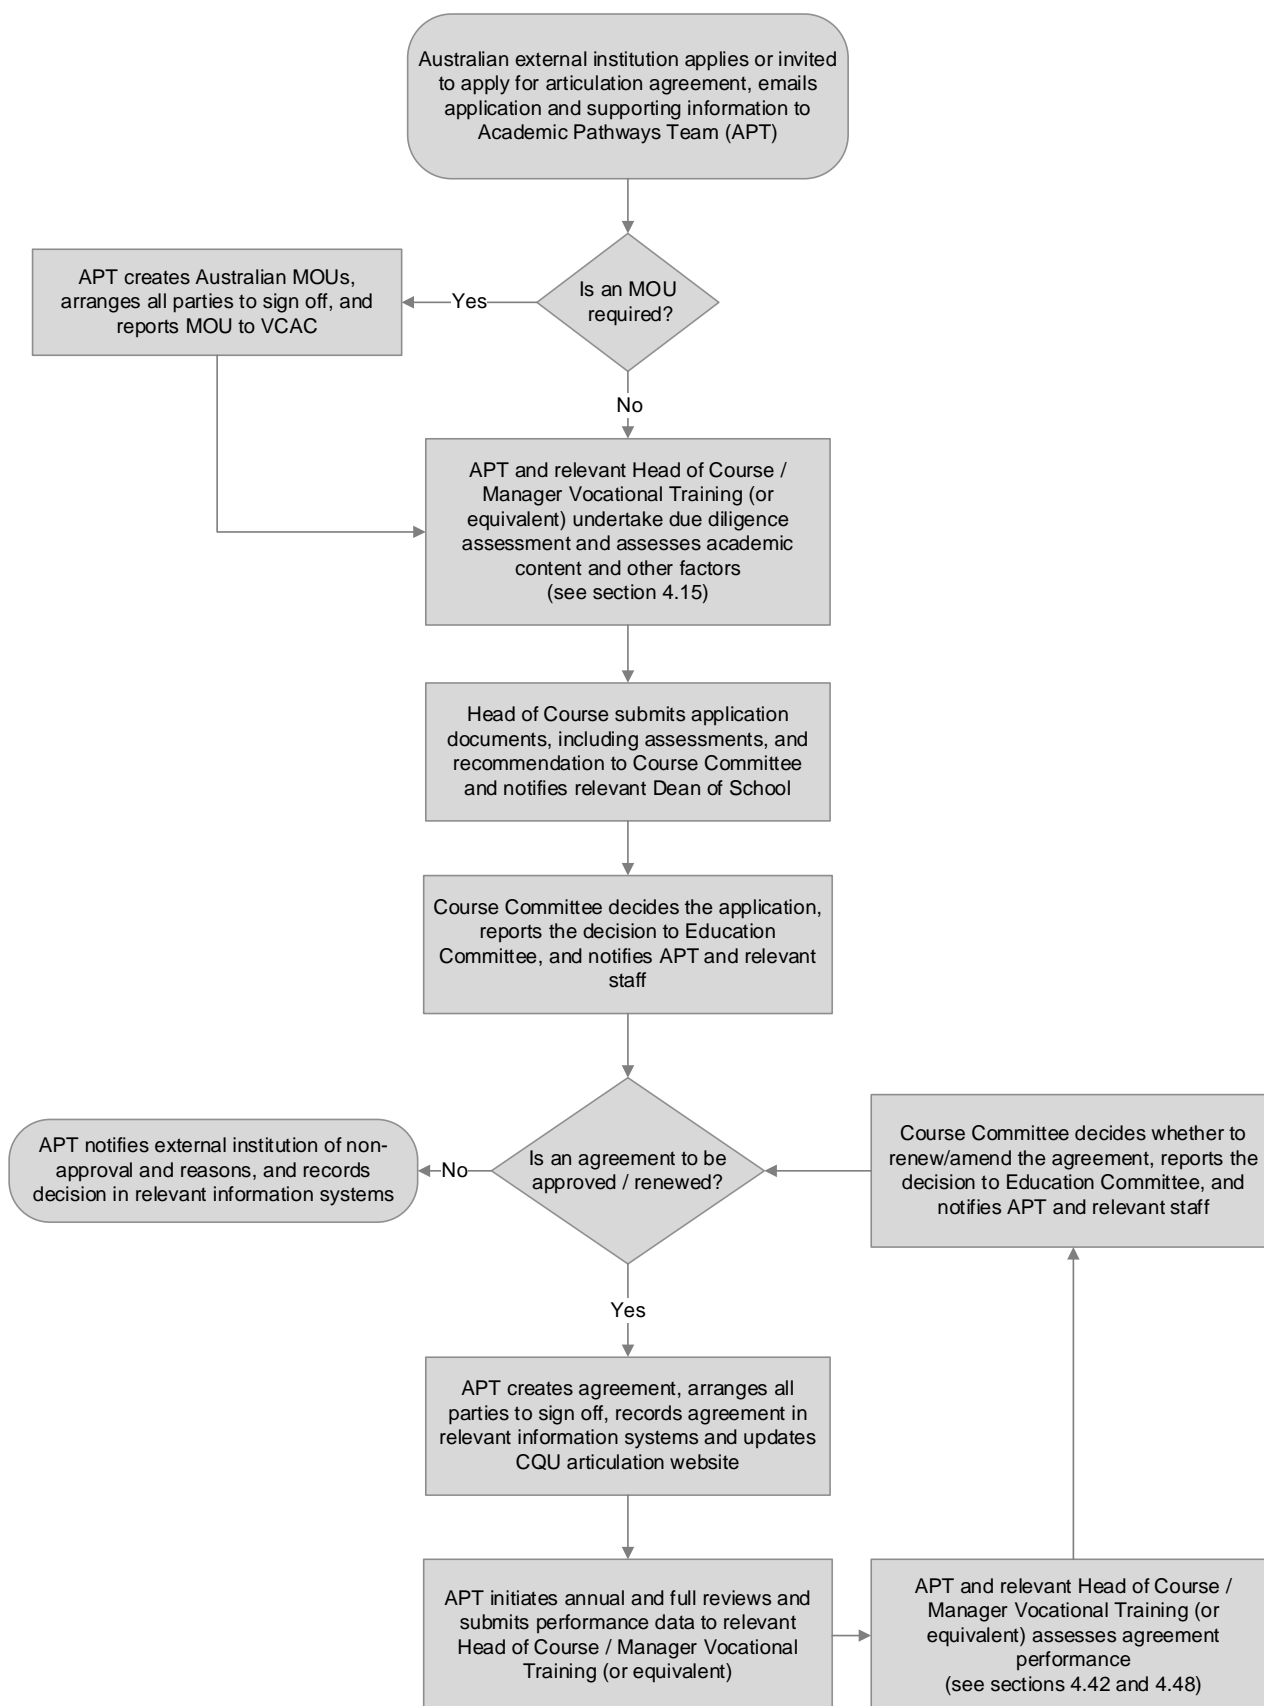 Australian external institution applies or invited
to apply for articulation agreement, emails
application and supporting information to
Academic Pathways Team (APT)
Is an MOU
required?
Yes
APT creates Australian MOUs,
arranges all parties to sign off, and
reports MOU to VCAC
No
APT and relevant Head of Course /
Manager Vocational Training (or
equivalent) undertake due diligence
assessment and assesses academic
content and other factors
(see section 4.15)
Head of Course submits application
documents, including assessments, and
recommendation to Course Committee
and notifies relevant Dean of School
Course Committee decides the application,
reports the decision to Education
Committee, and notifies APT and relevant
staff
Is an agreement to be
approved / renewed?
No
APT notifies external institution of non-
approval and reasons, and records
decision in relevant information systems
Course Committee decides whether to
renew/amend the agreement, reports the
decision to Education Committee, and
notifies APT and relevant staff
Yes
APT creates agreement, arranges all
parties to sign off, records agreement in
relevant information systems and updates
CQU articulation website
APT initiates annual and full reviews and
submits performance data to relevant
Head of Course / Manager Vocational
Training (or equivalent)
APT and relevant Head of Course /
Manager Vocational Training (or
equivalent) assesses agreement
performance
(see sections 4.42 and 4.48)